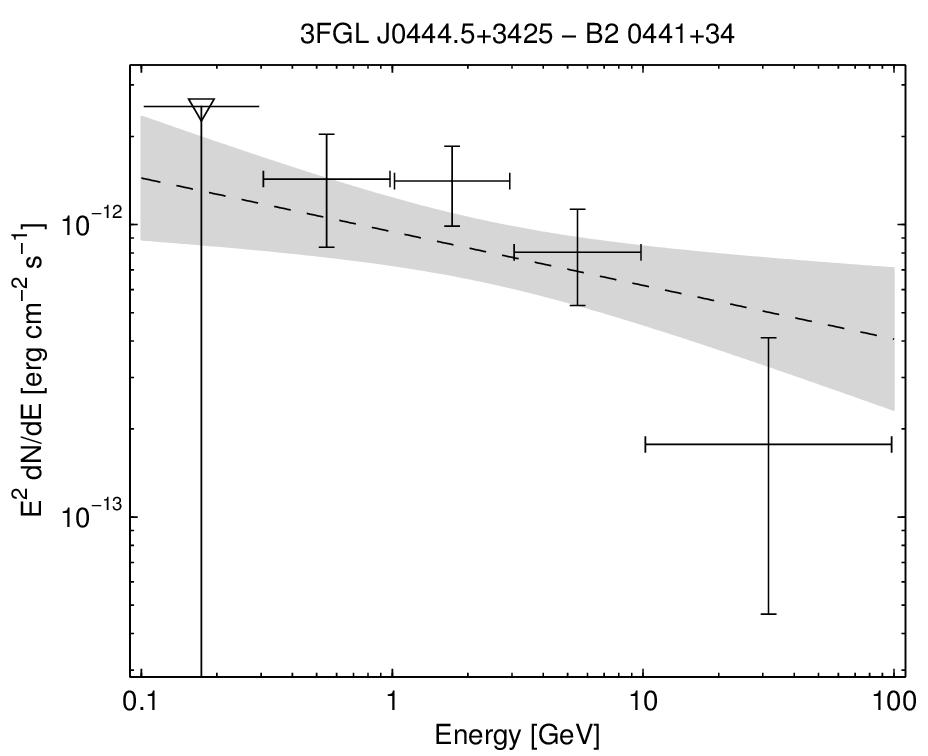 3FGL J0444.5+3425 − B2 0441+34
E² dN/dE [erg cm⁻² s⁻¹]
10⁻¹²
10⁻¹³
0.1 1 10 100
Energy [GeV]